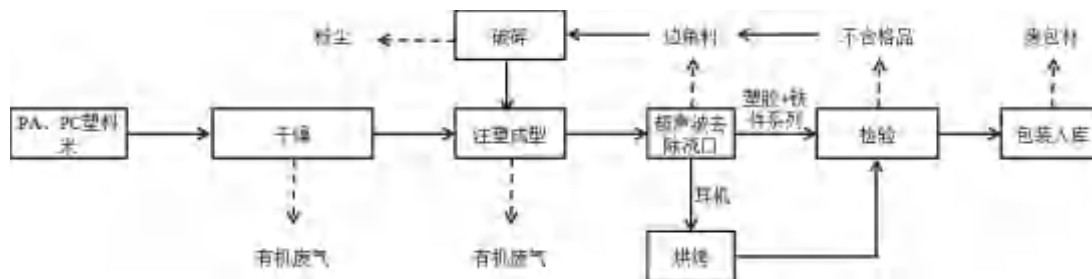 粉尘
破碎
边角料
不合格品
废包材
PA、PC塑料
米
干燥
注塑成型
超声波去
除浇口
塑胶+铁
件系列
检验
包装入库
耳机
有机废气
有机废气
烘烤